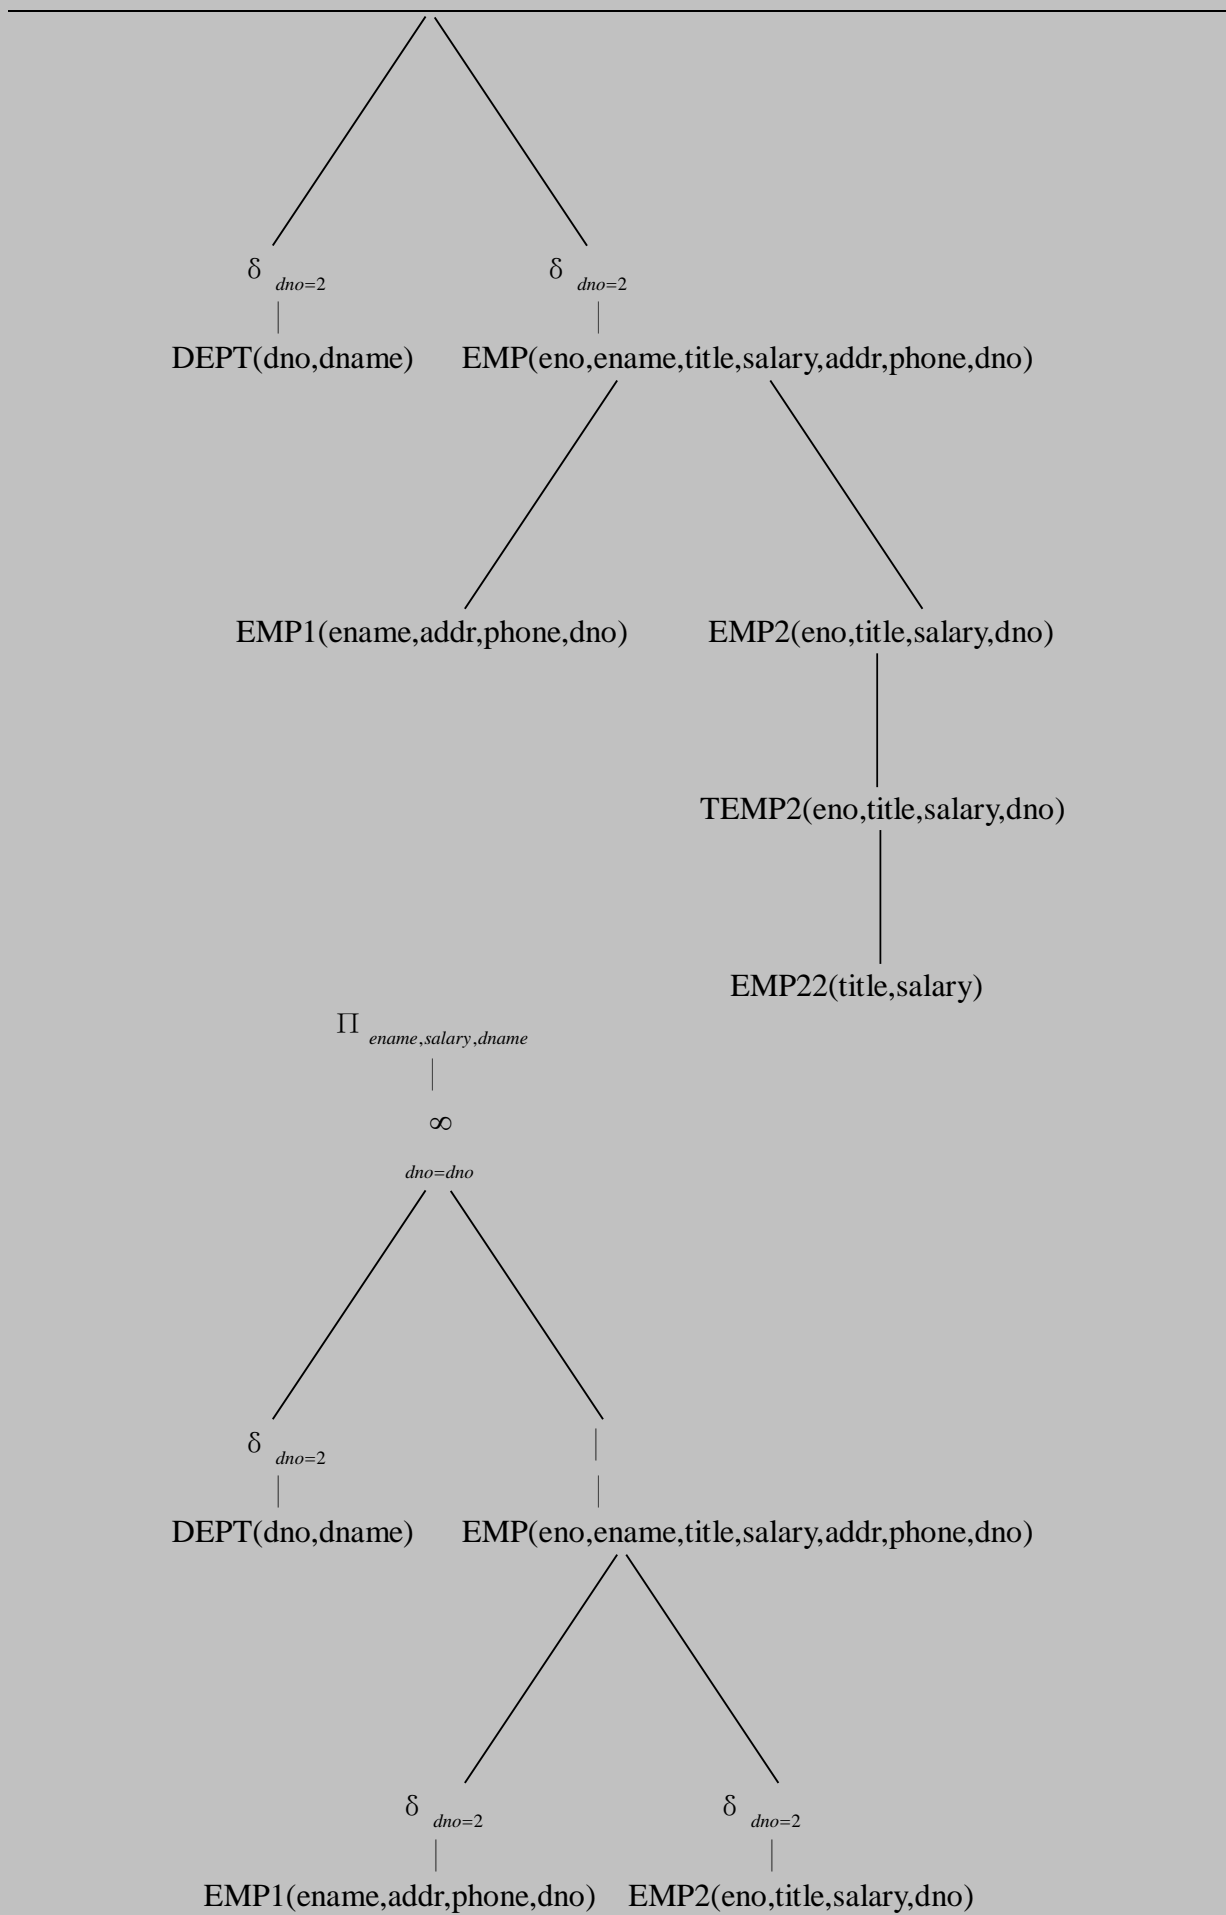 δ dno=2 δ dno=2
DEPT(dno,dname) EMP(eno,ename,title,salary,addr,phone,dno)
EMP1(ename,addr,phone,dno) EMP2(eno,title,salary,dno)
TEMP2(eno,title,salary,dno)
EMP22(title,salary)
Π ename,salary,dname
∞
dno=dno
δ dno=2
DEPT(dno,dname) EMP(eno,ename,title,salary,addr,phone,dno)
δ dno=2 δ dno=2
EMP1(ename,addr,phone,dno) EMP2(eno,title,salary,dno)